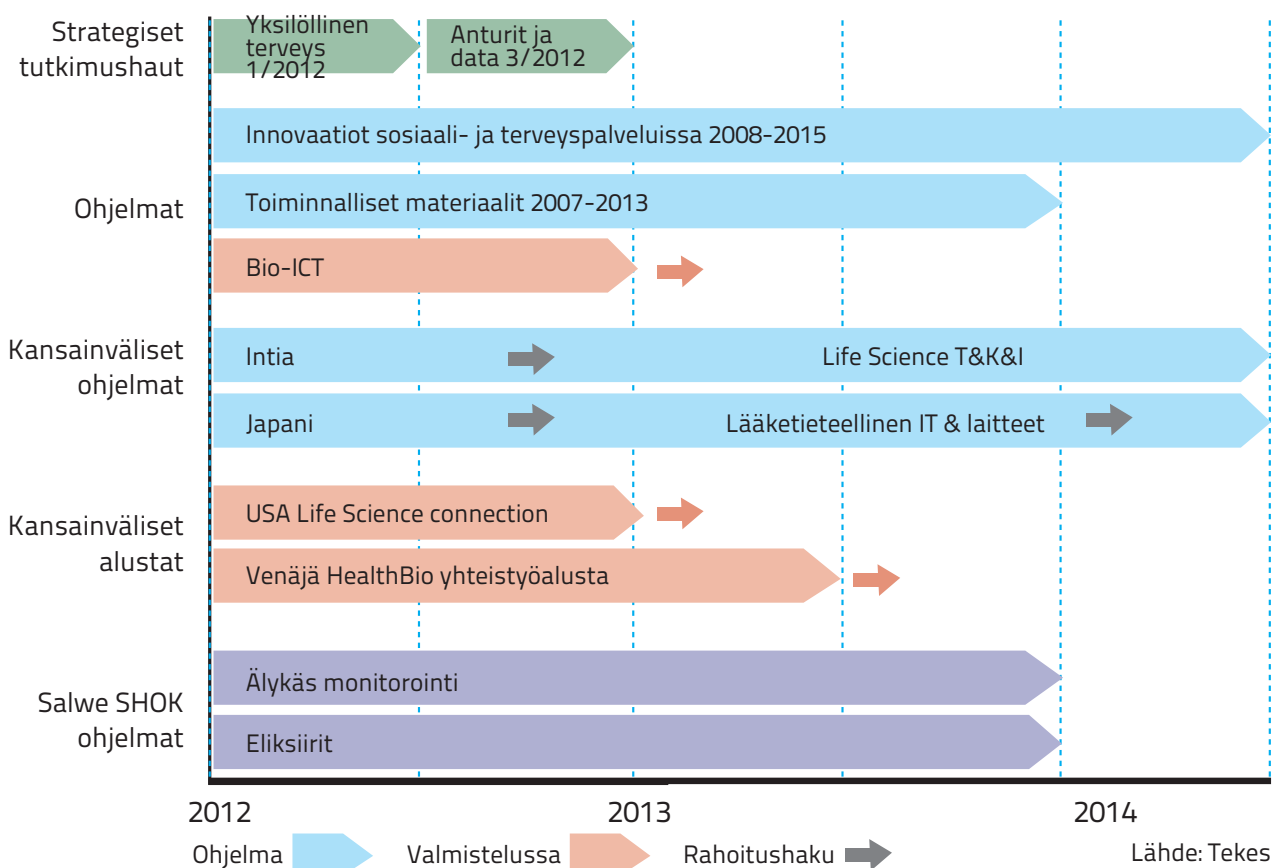 Strategiset
tutkimushaut
Yksilöllinen
terveys
1/2012
Anturit ja
data 3/2012
Ohjelmat
Innovaatiot sosiaali- ja terveyspalveluissa 2008-2015
Toiminnalliset materiaalit 2007-2013
Bio-ICT
Kansainväliset
ohjelmat
Intia
Life Science T&K&I
Japani
Lääketieteellinen IT & laitteet
Kansainväliset
alustat
USA Life Science connection
Venäjä HealthBio yhteistyöalusta
Salwe SHOK
ohjelmat
Älykäs monitorointi
Eliksiirit
2012
2013
2014
Ohjelma
Valmistelussa
Rahoitushaku
Lähde: Tekes